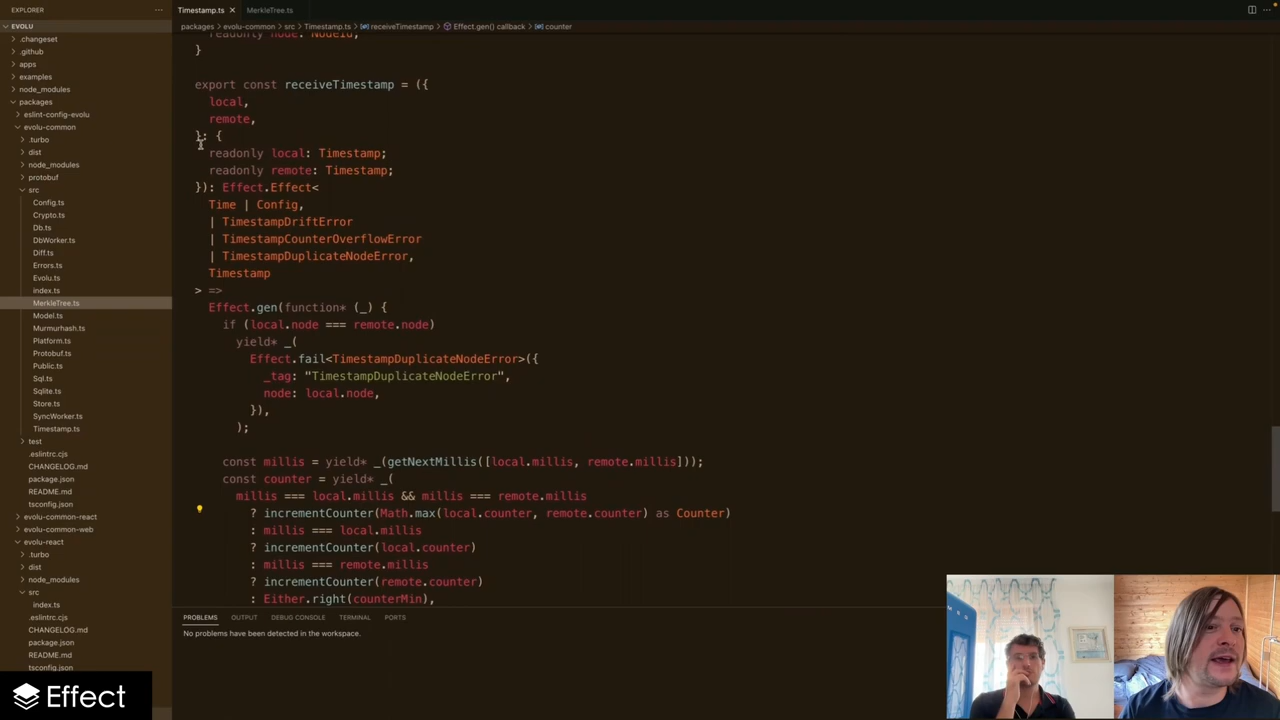 EXPLORER
EVOLU
.changeset
.github
apps
examples
node_modules
packages
eslint-config-evolu
evolu-common
.turbo
dist
node_modules
protobuf
src
Config.ts
Crypto.ts
Db.ts
DbWorker.ts
Diff.ts
Errors.ts
Evolu.ts
index.ts
MerkleTree.ts
Model.ts
Murmurhash.ts
Platform.ts
Protobuf.ts
Public.ts
Sql.ts
Sqlite.ts
Store.ts
SyncWorker.ts
Timestamp.ts
test
.eslintrc.cjs
CHANGELOG.md
package.json
README.md
tsconfig.json
evolu-common-react
evolu-common-web
evolu-react
.turbo
dist
node_modules
src
index.ts
.eslintrc.cjs
CHANGELOG.md
package.json
README.md
tsconfig.json
Effect
Timestamp.ts MerkleTree.ts
packages > evolu-common > src > Timestamp.ts > receiveTimestamp > Effect.gen() callback > counter
readonly node: NodeId;
}
export const receiveTimestamp = ({
local,
remote,
}: {
readonly local: Timestamp;
readonly remote: Timestamp;
}): Effect.Effect<
Time | Config,
| TimestampDriftError
| TimestampCounterOverflowError
| TimestampDuplicateNodeError,
Timestamp
> =>
Effect.gen(function* (_) {
if (local.node === remote.node)
yield* _(
Effect.fail<TimestampDuplicateNodeError>({
_tag: "TimestampDuplicateNodeError",
node: local.node,
}),
);
const millis = yield* _(getNextMillis([local.millis, remote.millis]));
const counter = yield* _(
millis === local.millis && millis === remote.millis
? incrementCounter(Math.max(local.counter, remote.counter) as Counter)
: millis === local.millis
? incrementCounter(local.counter)
: millis === remote.millis
? incrementCounter(remote.counter)
: Either.right(counterMin),
PROBLEMS OUTPUT DEBUG CONSOLE TERMINAL PORTS
No problems have been detected in the workspace.